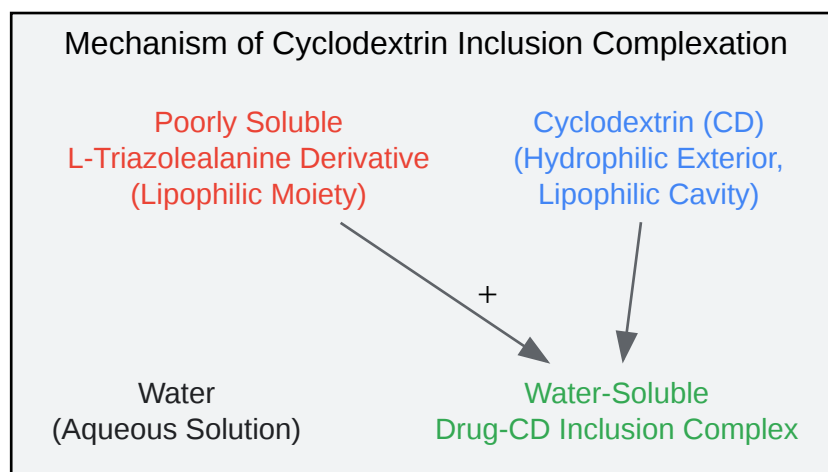 Mechanism of Cyclodextrin Inclusion Complexation
Poorly Soluble
L-Triazolealanine Derivative
(Lipophilic Moiety)
Cyclodextrin (CD)
(Hydrophilic Exterior,
Lipophilic Cavity)
+
Water
(Aqueous Solution)
Water-Soluble
Drug-CD Inclusion Complex